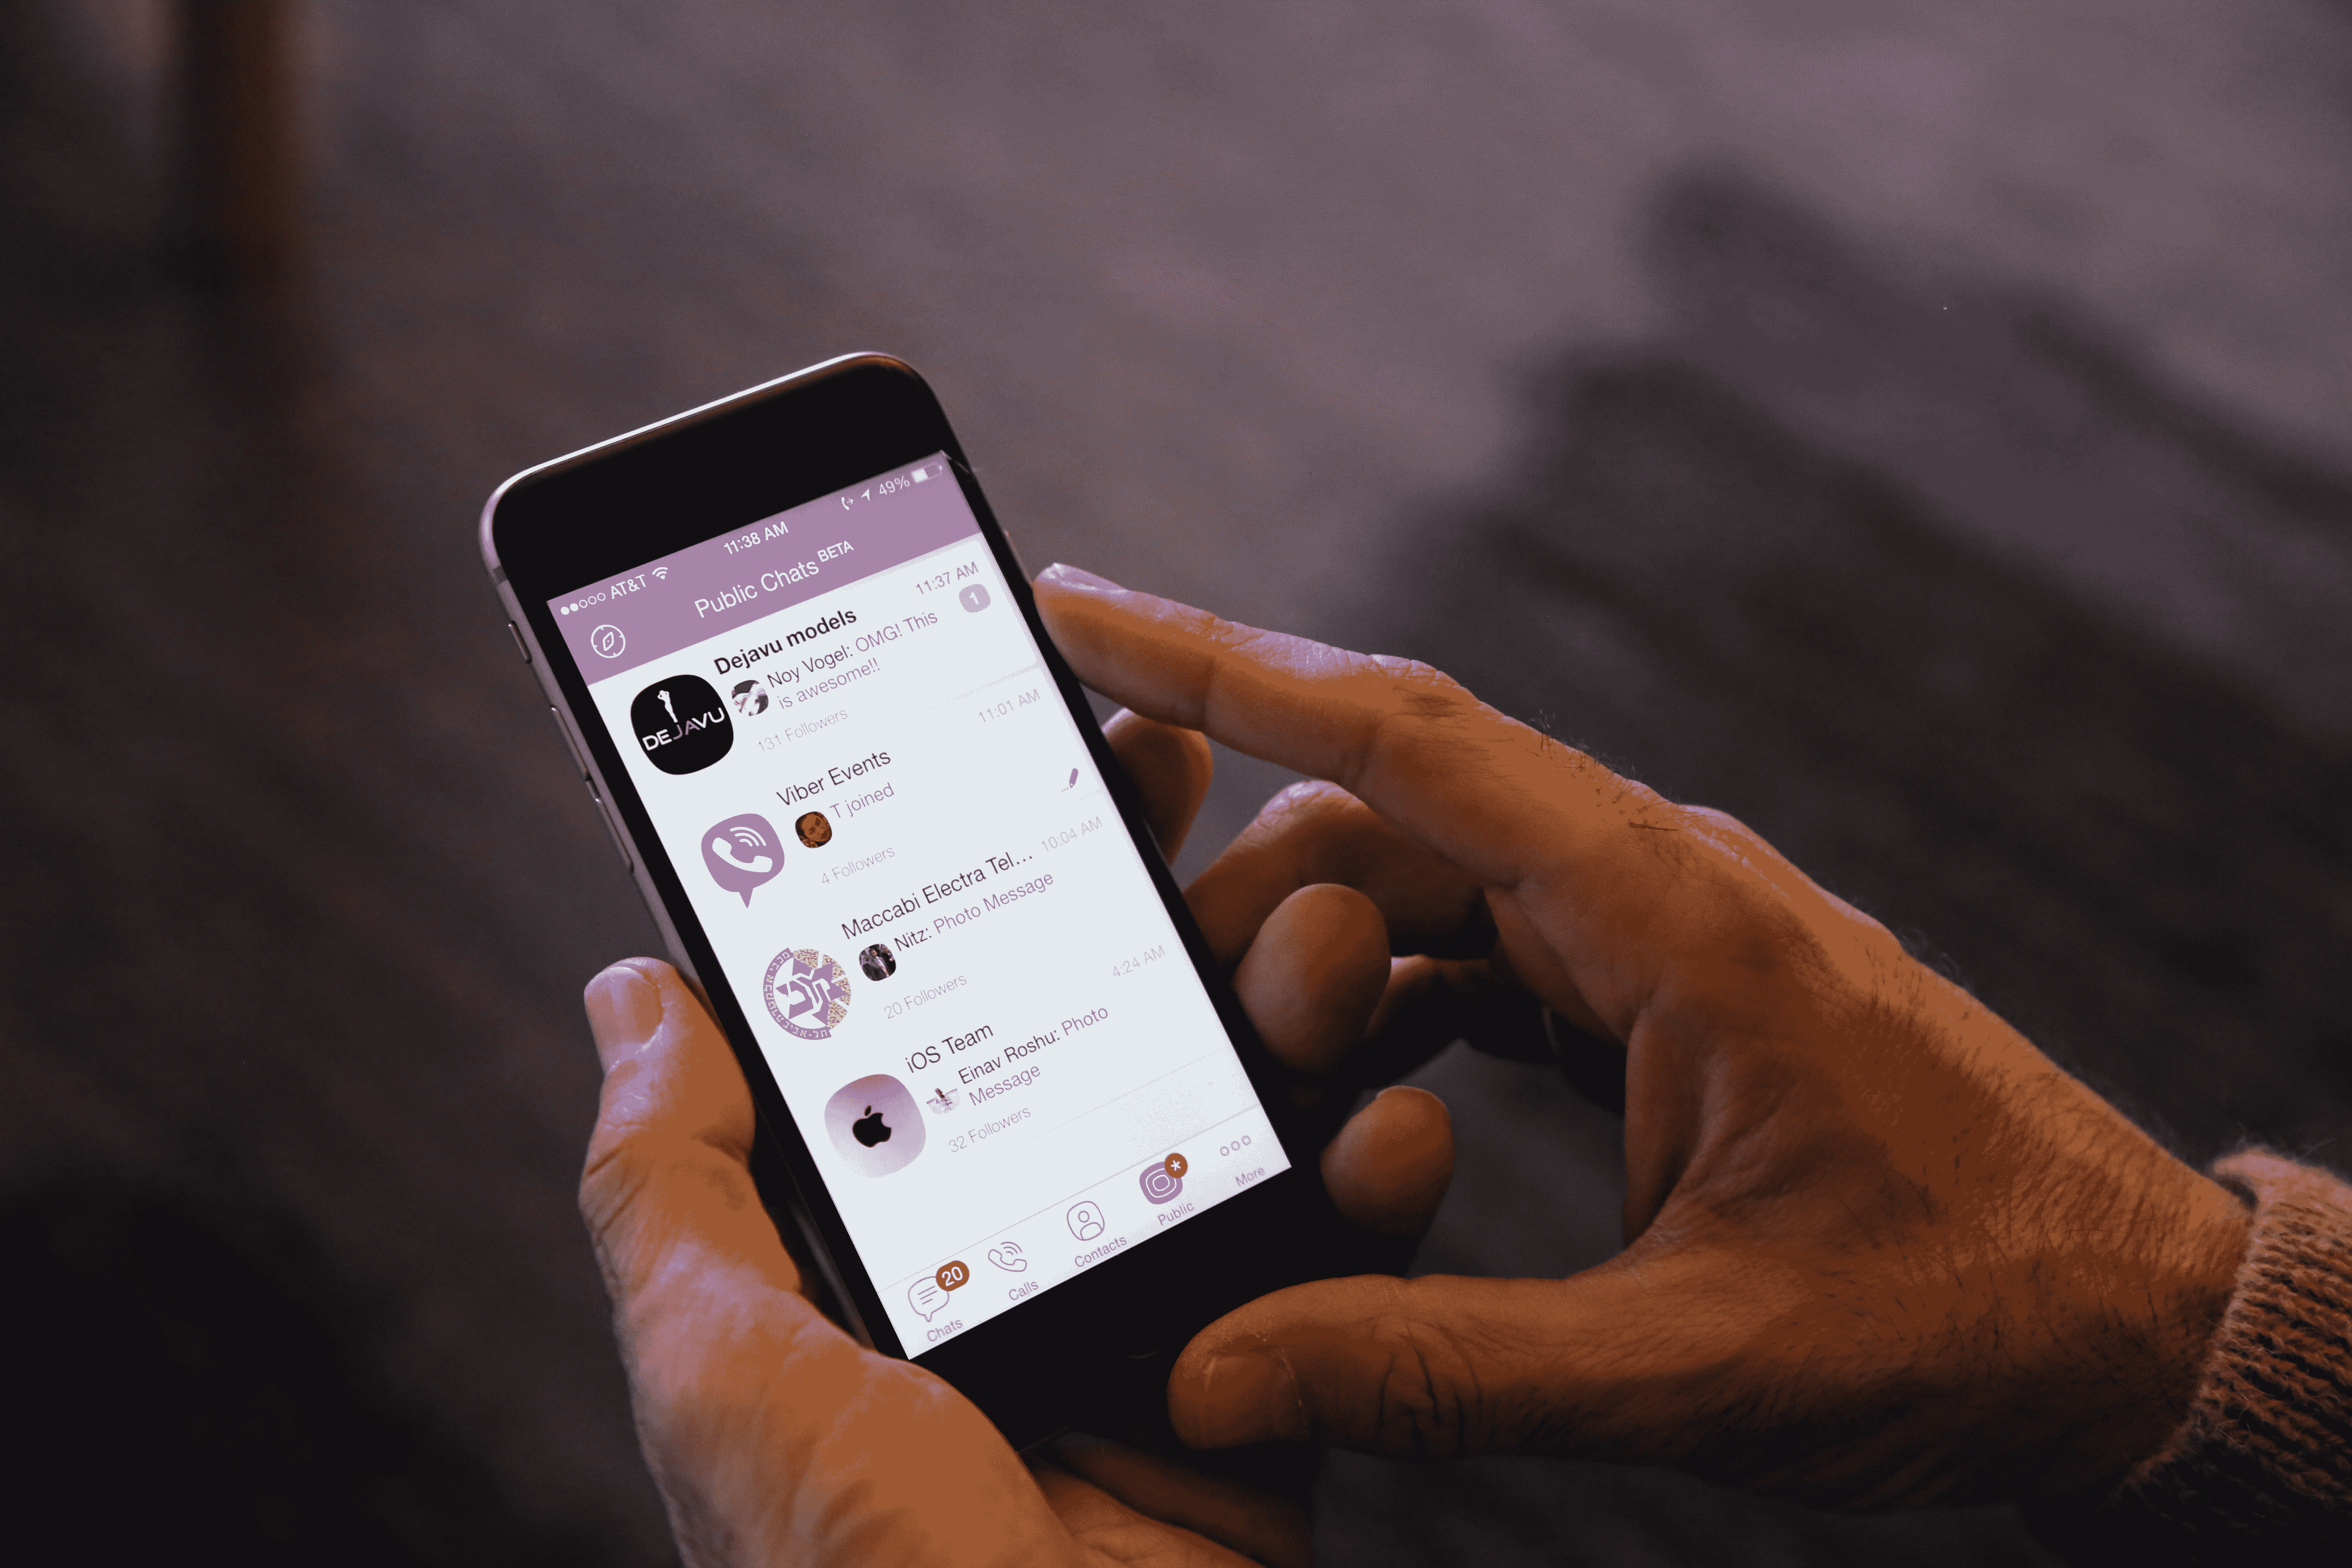 AT&T
11:38 AM
49%
Public Chats BETA
Dejavu models
11:37 AM
DEJAVU
Noy Vogel: OMG! This
is awesome!!
1
131 Followers
Viber Events
11:01 AM
T joined
4 Followers
Maccabi Electra Tel...
10:04 AM
Nitz: Photo Message
20 Followers
iOS Team
4:24 AM
Einav Roshu: Photo
Message
32 Followers
20
Chats
Calls
Contacts
*
Public
More